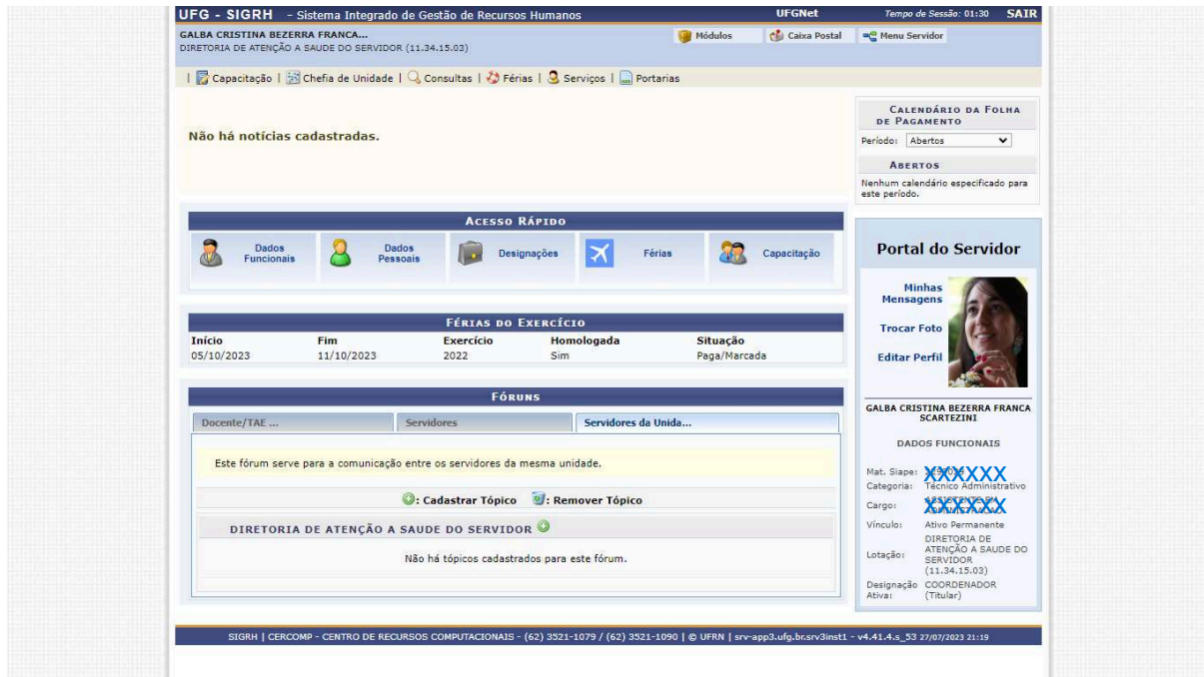 UFG - SIGRH - Sistema Integrado de Gestão de Recursos Humanos UFGNet Tempo de Sessão: 01:30 SAIR
GALBA CRISTINA BEZERRA FRANCA...
DIRETORIA DE ATENÇÃO A SAUDE DO SERVIDOR (11.34.15.03)
Módulos Caixa Postal Menu Servidor
| Capacitação | Chefia de Unidade | Consultas | Férias | Serviços | Portarias
Não há notícias cadastradas.
CALENDÁRIO DA FOLHA
DE PAGAMENTO
Período: Abertos
ABERTOS
Nenhum calendário especificado para
este período.
ACESSO RÁPIDO
Dados Funcionais
Dados Pessoais
Designações
Férias
Capacitação
FÉRIAS DO EXERCÍCIO
Início Fim Exercício Homologada Situação
05/10/2023 11/10/2023 2022 Sim Paga/Marcada
FÓRUNS
Docente/TAE ... Servidores Servidores da Unida...
Este fórum serve para a comunicação entre os servidores da mesma unidade.
: Cadastrar Tópico : Remover Tópico
DIRETORIA DE ATENÇÃO A SAUDE DO SERVIDOR
Não há tópicos cadastrados para este fórum.
Portal do Servidor
Minhas
Mensagens
Trocar Foto
Editar Perfil
GALBA CRISTINA BEZERRA FRANCA
SCARTEZINI
DADOS FUNCIONAIS
Mat. Siape: XXXXXX
Categoria: Técnico Administrativo
Cargo: XXXXXX
Vínculo: Ativo Permanente
Lotação: DIRETORIA DE
ATENÇÃO A SAUDE DO
SERVIDOR
(11.34.15.03)
Designação COORDENADOR
Ativa: (Titular)
SIGRH | CERCOMP - CENTRO DE RECURSOS COMPUTACIONAIS - (62) 3521-1079 / (62) 3521-1090 | © UFRN | srv-app3.ufg.br.srv3inst1 - v4.41.4.s_53 27/07/2023 21:19